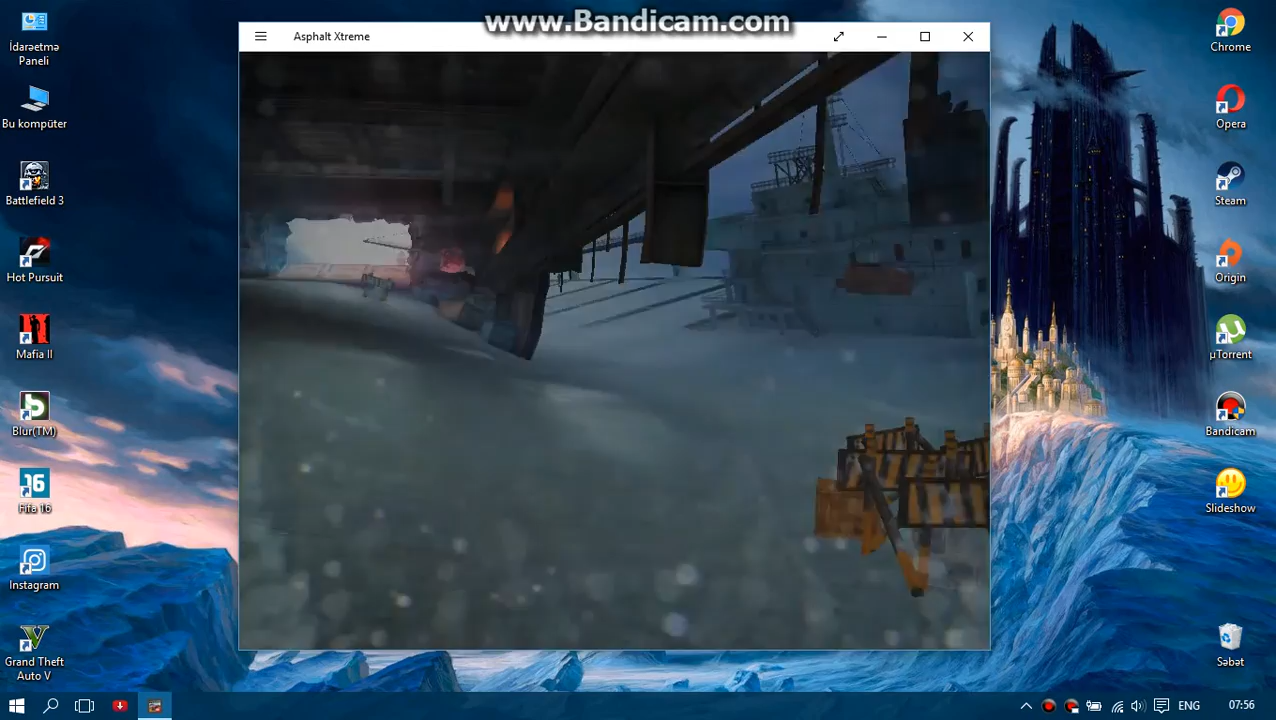 www.Bandicam.com
Asphalt Xtreme
İdarəetmə
Paneli
Bu kompüter
Battlefield 3
Hot Pursuit
Mafia II
Blur(TM)
16
Fifa 16
Instagram
Grand Theft
Auto V
Chrome
Opera
Steam
Origin
µTorrent
Bandicam
Slideshow
Səbət
ENG
07:56